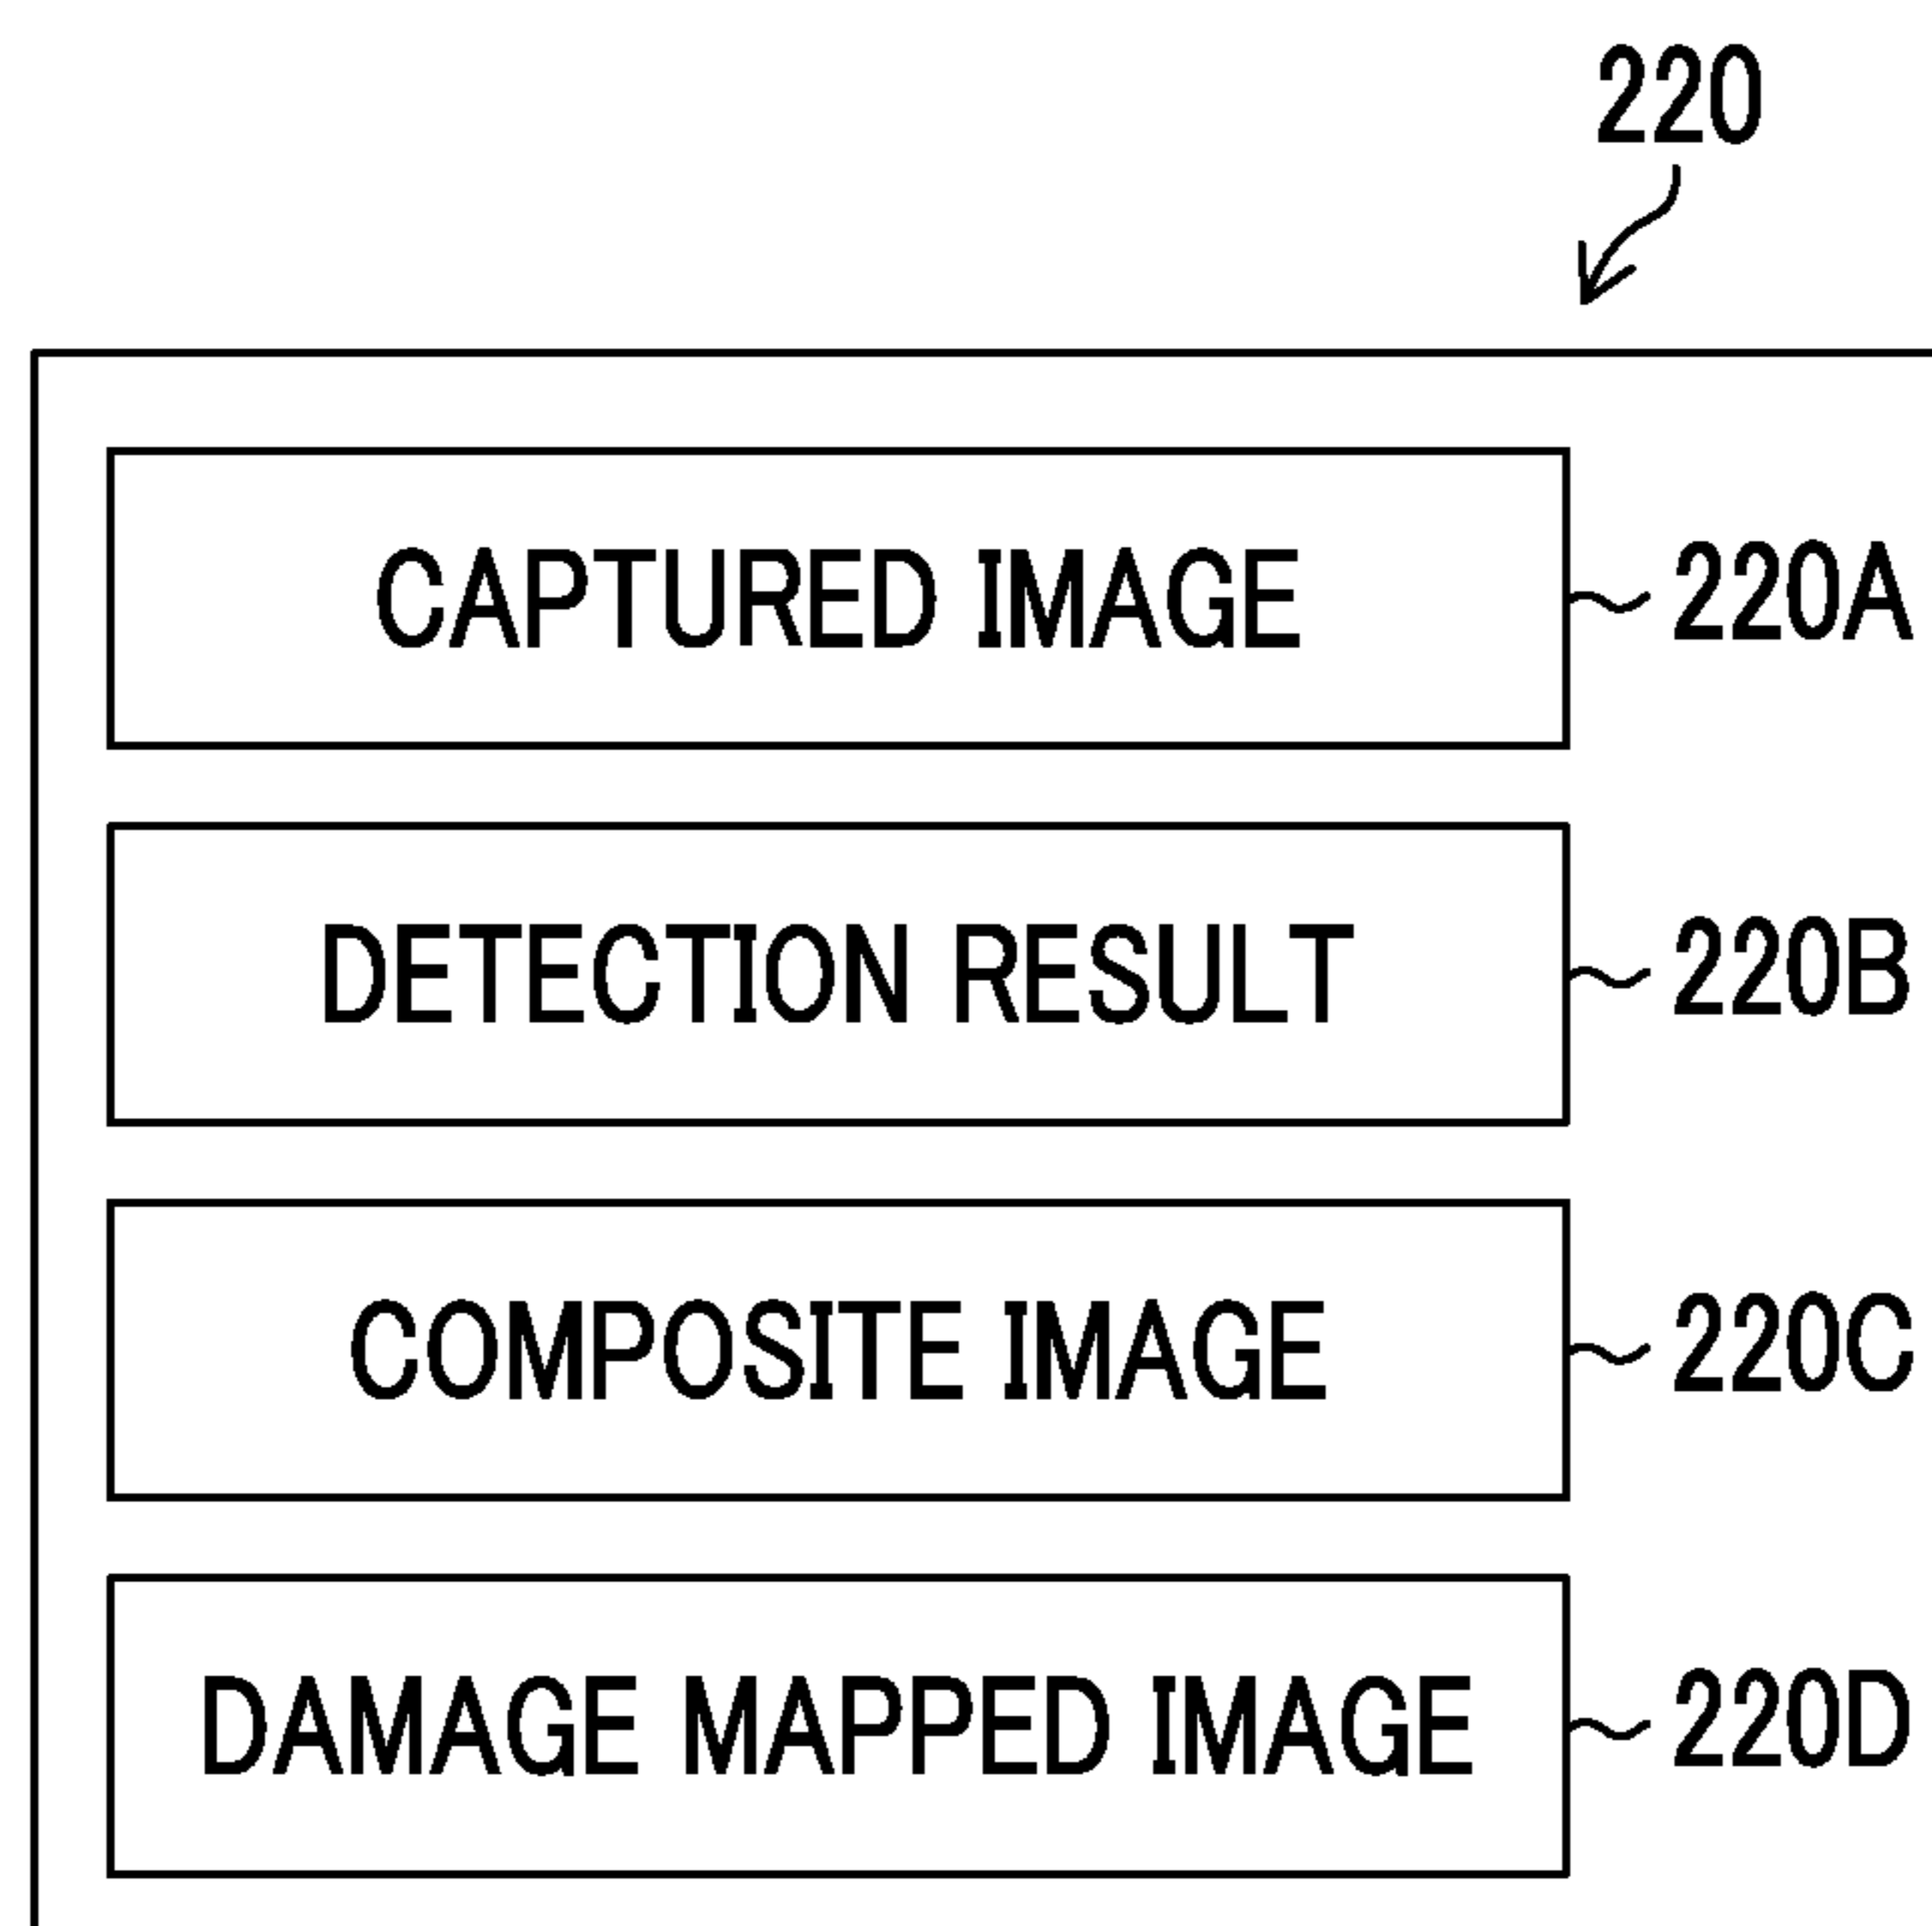 220
CAPTURED IMAGE 220A
DETECTION RESULT 220B
COMPOSITE IMAGE 220C
DAMAGE MAPPED IMAGE 220D